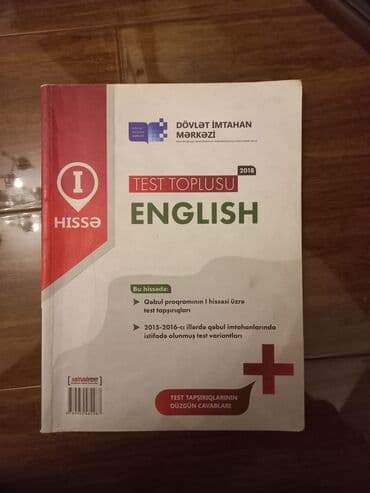 DÖVLƏT İMTAHAN
MƏRKƏZİ
I
HISSƏ
TEST TOPLUSU
2018
ENGLISH
Bu hissədə:
Qəbul proqramının I hissəsi üzrə
test tapşırıqları
2015-2016-cı illərdə qəbul imtahanlarında
istifadə olunmuş test variantları
TEST TAPŞIRIQLARININ
DÜZGÜN CAVABLARI